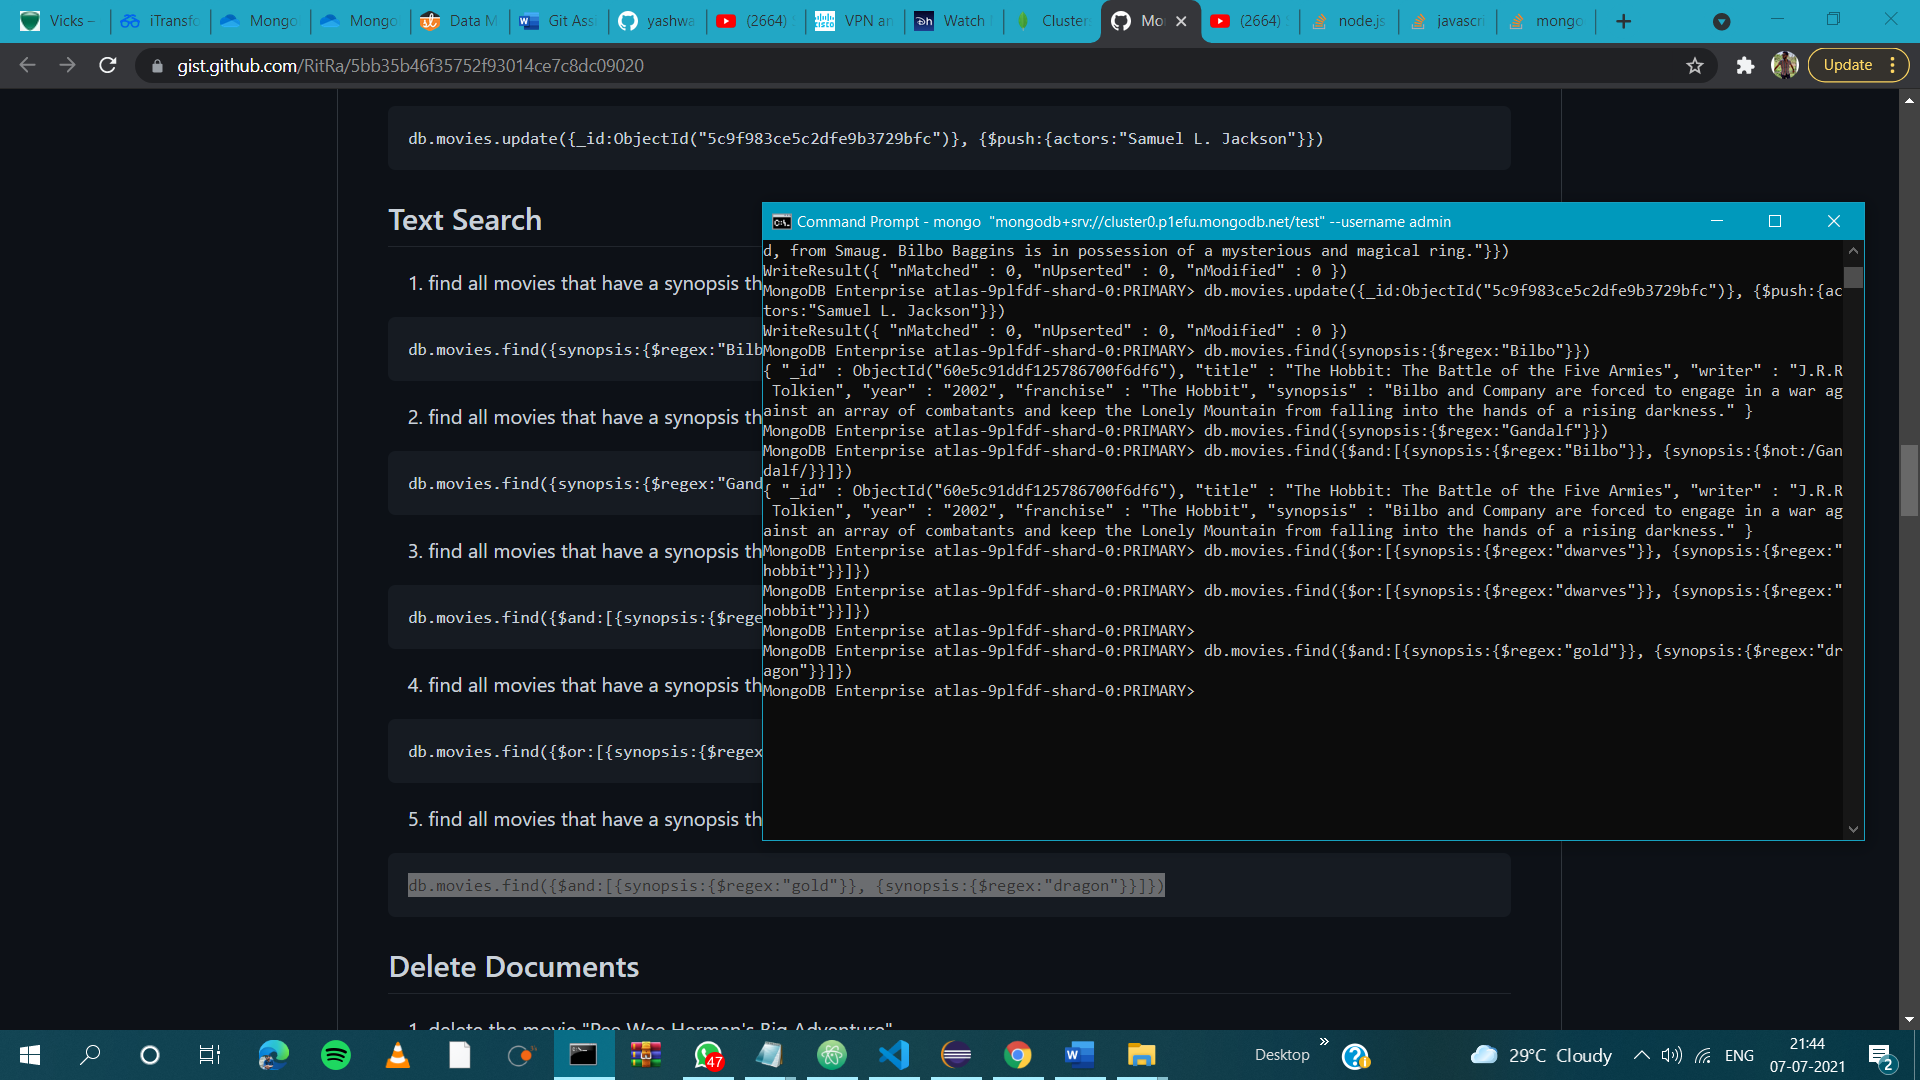 Vicks –
iTransfo
Mongo
Mongo
Data M
Git Assi
yashwa
(2664)
VPN an
Watch
Cluster
Mo
(2664)
node.js
javascri
mongo
gist.github.com/RitRa/5bb35b46f35752f93014ce7c8dc09020
Update
db.movies.update({_id:ObjectId("5c9f983ce5c2dfe9b3729bfc")}, {$push:{actors:"Samuel L. Jackson"}})
Text Search
1. find all movies that have a synopsis th
db.movies.find({synopsis:{$regex:"Bilb
2. find all movies that have a synopsis th
db.movies.find({synopsis:{$regex:"Gand
3. find all movies that have a synopsis th
db.movies.find({$and:[{synopsis:{$rege
4. find all movies that have a synopsis th
db.movies.find({$or:[{synopsis:{$regex
5. find all movies that have a synopsis th
db.movies.find({$and:[{synopsis:{$regex:"gold"}}, {synopsis:{$regex:"dragon"}}]})
Delete Documents
1. delete the movie "Pee Wee Herman's Big Adventure"
Command Prompt - mongo "mongodb+srv://cluster0.p1efu.mongodb.net/test" --username admin
d, from Smaug. Bilbo Baggins is in possession of a mysterious and magical ring."}})
WriteResult({ "nMatched" : 0, "nUpserted" : 0, "nModified" : 0 })
MongoDB Enterprise atlas-9plfdf-shard-0:PRIMARY> db.movies.update({_id:ObjectId("5c9f983ce5c2dfe9b3729bfc")}, {$push:{ac
tors:"Samuel L. Jackson"}})
WriteResult({ "nMatched" : 0, "nUpserted" : 0, "nModified" : 0 })
MongoDB Enterprise atlas-9plfdf-shard-0:PRIMARY> db.movies.find({synopsis:{$regex:"Bilbo"}})
{ "_id" : ObjectId("60e5c91ddf125786700f6df6"), "title" : "The Hobbit: The Battle of the Five Armies", "writer" : "J.R.R
Tolkien", "year" : "2002", "franchise" : "The Hobbit", "synopsis" : "Bilbo and Company are forced to engage in a war ag
ainst an array of combatants and keep the Lonely Mountain from falling into the hands of a rising darkness." }
MongoDB Enterprise atlas-9plfdf-shard-0:PRIMARY> db.movies.find({synopsis:{$regex:"Gandalf"}})
MongoDB Enterprise atlas-9plfdf-shard-0:PRIMARY> db.movies.find({$and:[{synopsis:{$regex:"Bilbo"}}, {synopsis:{$not:/Gan
dalf/}}]})
{ "_id" : ObjectId("60e5c91ddf125786700f6df6"), "title" : "The Hobbit: The Battle of the Five Armies", "writer" : "J.R.R
Tolkien", "year" : "2002", "franchise" : "The Hobbit", "synopsis" : "Bilbo and Company are forced to engage in a war ag
ainst an array of combatants and keep the Lonely Mountain from falling into the hands of a rising darkness." }
MongoDB Enterprise atlas-9plfdf-shard-0:PRIMARY> db.movies.find({$or:[{synopsis:{$regex:"dwarves"}}, {synopsis:{$regex:"
hobbit"}}]})
MongoDB Enterprise atlas-9plfdf-shard-0:PRIMARY> db.movies.find({$or:[{synopsis:{$regex:"dwarves"}}, {synopsis:{$regex:"
hobbit"}}]})
MongoDB Enterprise atlas-9plfdf-shard-0:PRIMARY>
MongoDB Enterprise atlas-9plfdf-shard-0:PRIMARY> db.movies.find({$and:[{synopsis:{$regex:"gold"}}, {synopsis:{$regex:"dr
agon"}}]})
MongoDB Enterprise atlas-9plfdf-shard-0:PRIMARY>
47
Desktop
29°C Cloudy
ENG
21:44
07-07-2021
2